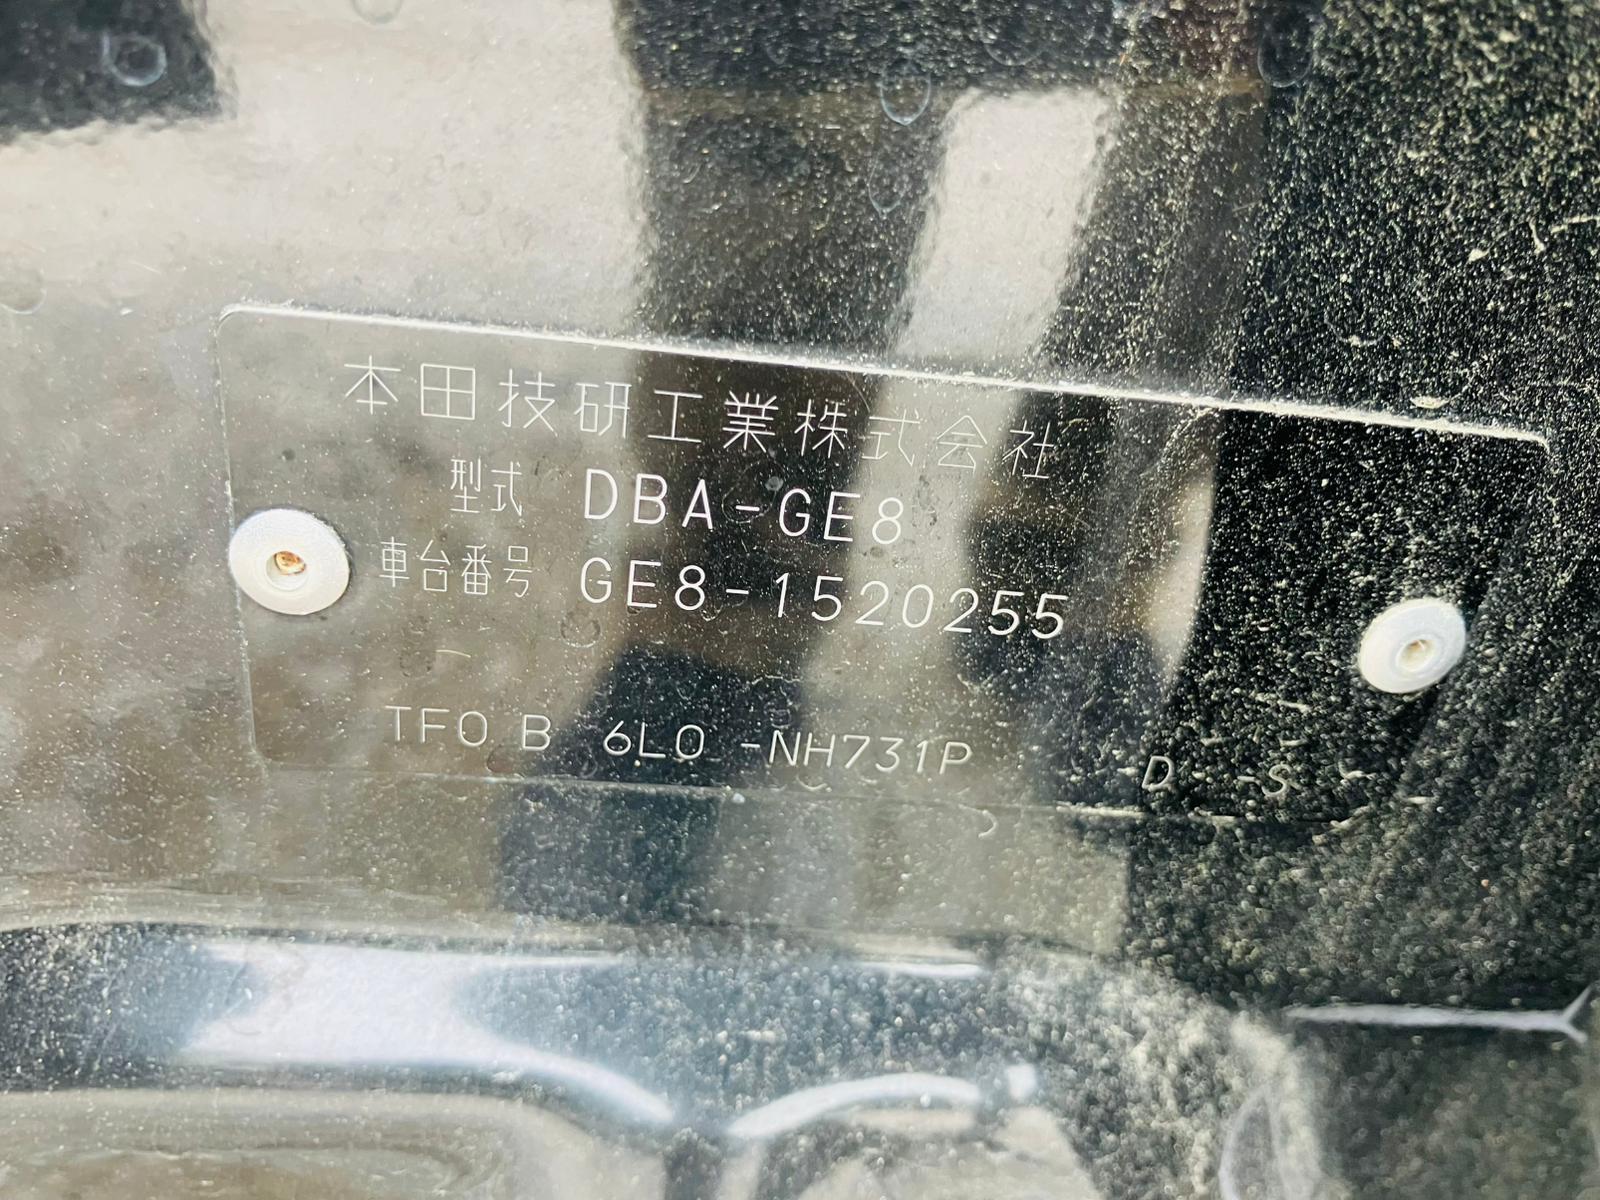 本田技研工業株式会社
型式 DBA-GE8
車台番号 GE8-1520255
TF0 B 6L0 -NH731P D -S